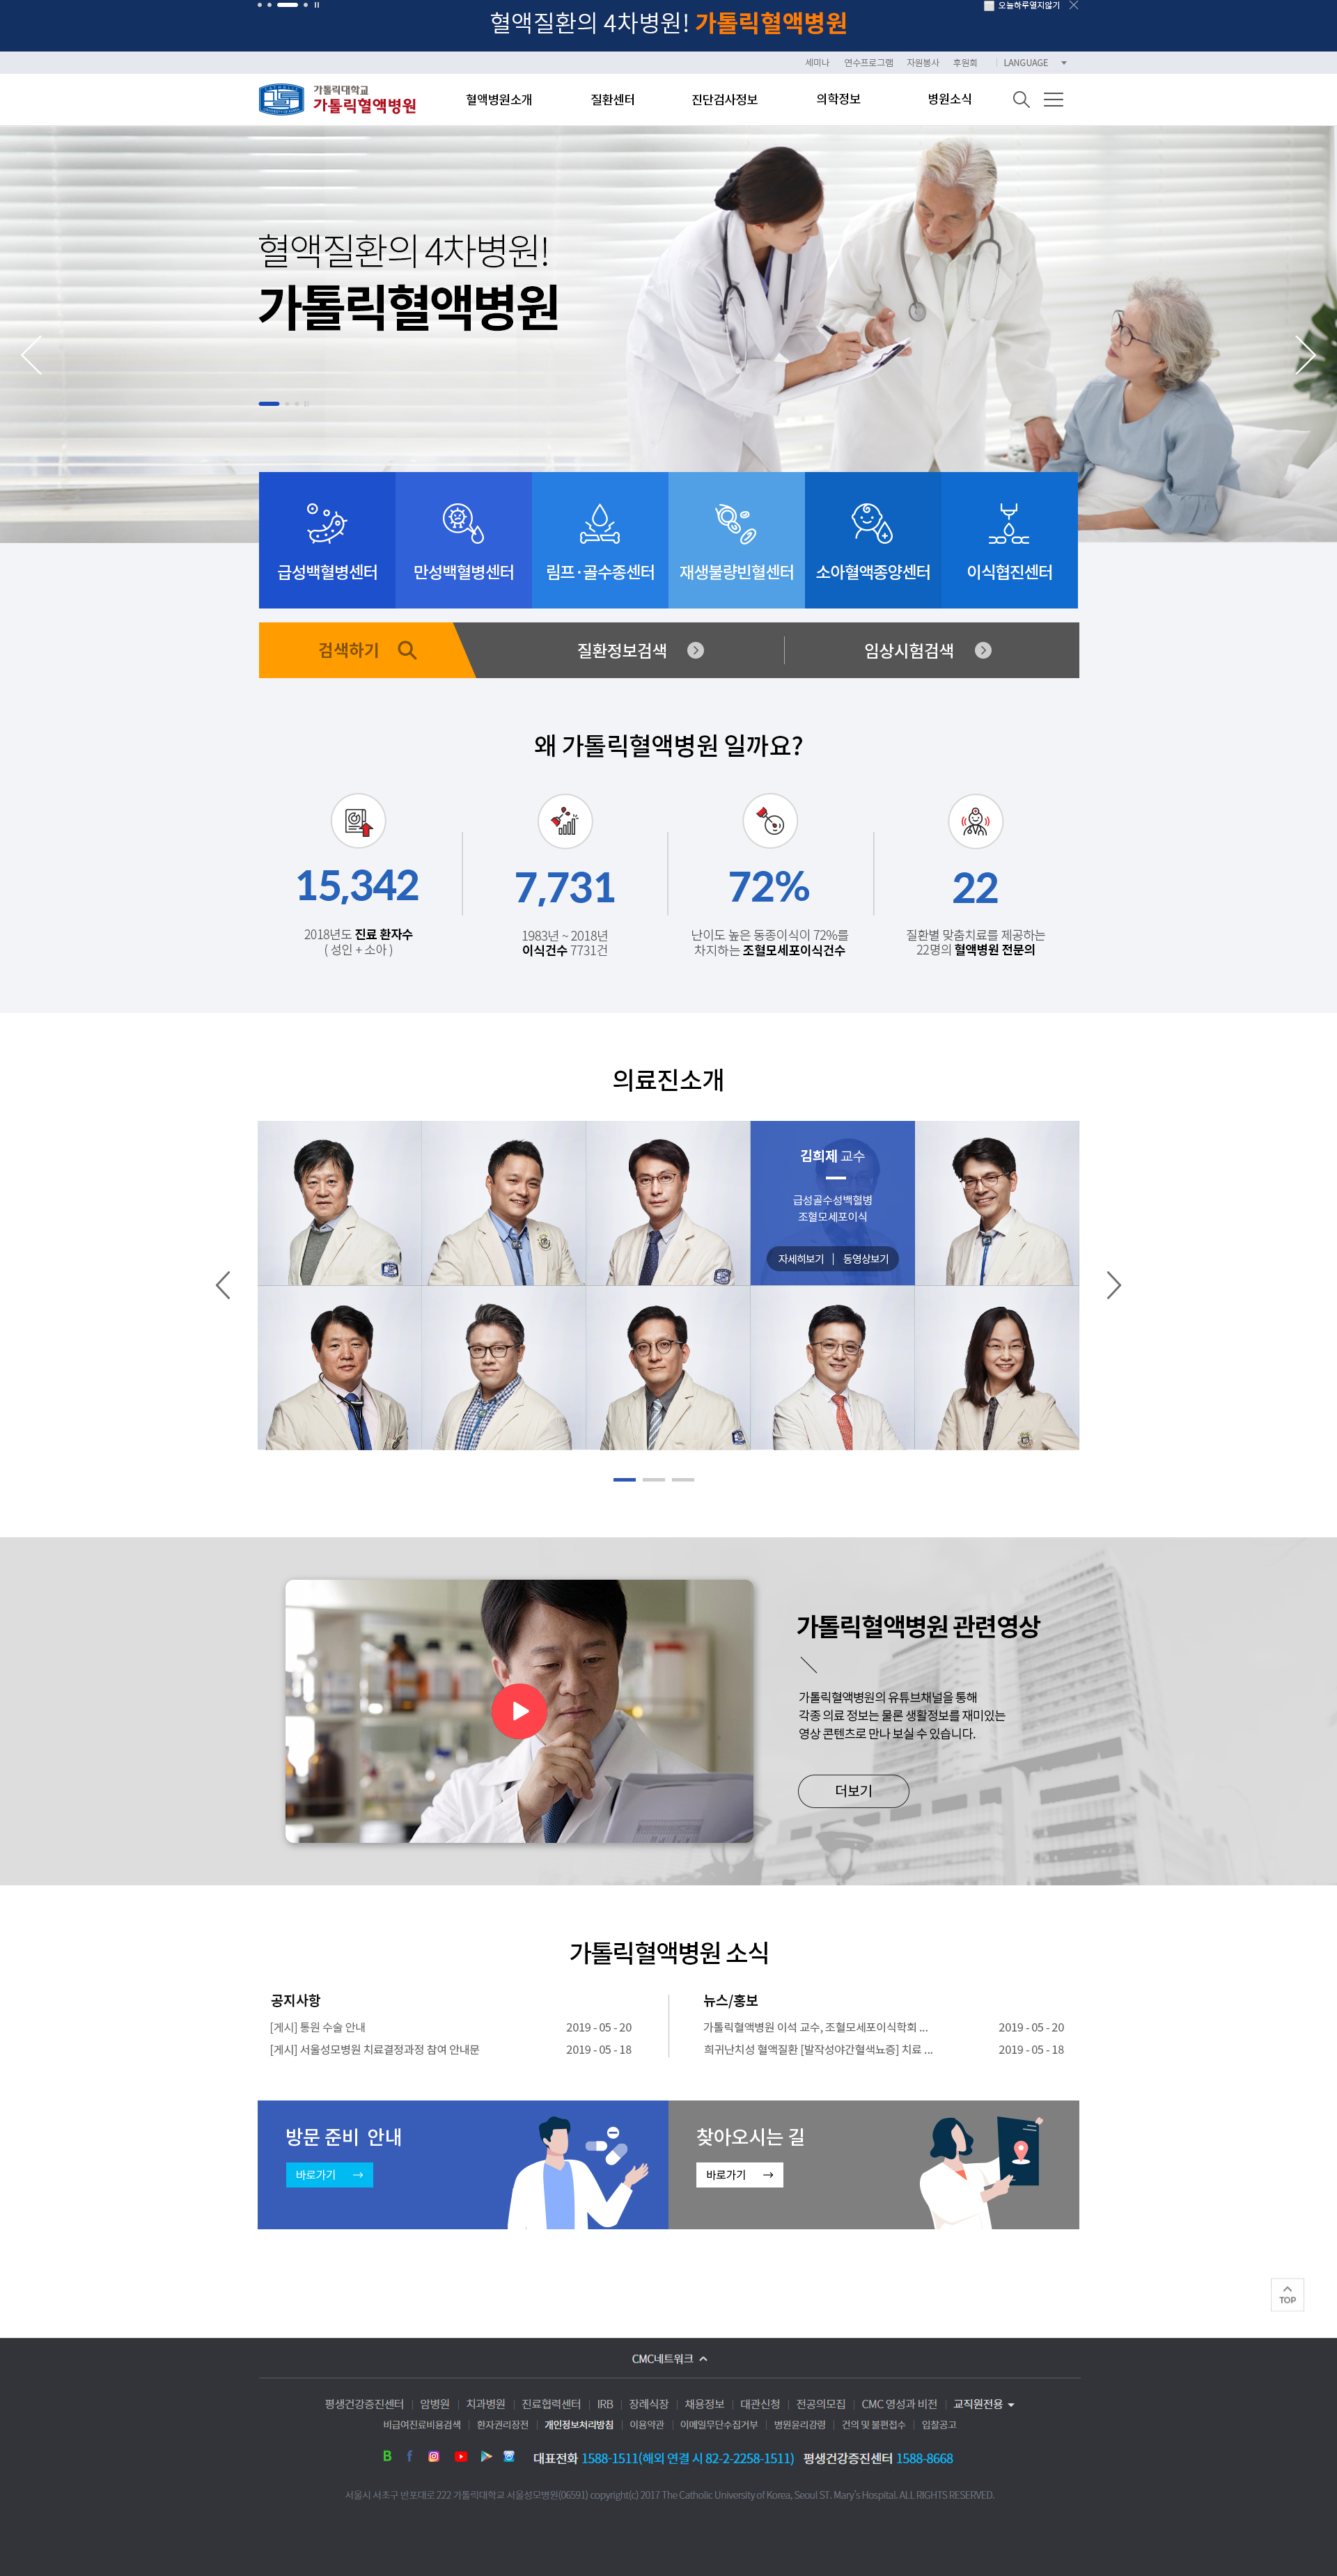 오늘하루열지않기
혈액질환의 4차병원! 가톨릭혈액병원
세미나 연수프로그램 자원봉사 후원회 LANGUAGE
가톨릭대학교
가톨릭혈액병원
혈액병원소개 질환센터 진단검사정보 의학정보 병원소식
혈액질환의 4차병원!
가톨릭혈액병원
급성백혈병센터 만성백혈병센터 림프·골수종센터 재생불량빈혈센터 소아혈액종양센터 이식협진센터
검색하기 질환정보검색 임상시험검색
왜 가톨릭혈액병원 일까요?
15,342
2018년도 진료 환자수
( 성인 + 소아 )
7,731
1983년 ~ 2018년
이식건수 7731건
72%
난이도 높은 동종이식이 72%를
차지하는 조혈모세포이식건수
22
질환별 맞춤치료를 제공하는
22명의 혈액병원 전문의
의료진소개
김희제 교수
급성골수성백혈병
조혈모세포이식
자세히보기 | 동영상보기
가톨릭혈액병원 관련영상
가톨릭혈액병원의 유튜브채널을 통해
각종 의료 정보는 물론 생활정보를 재미있는
영상 콘텐츠로 만나 보실 수 있습니다.
더보기
가톨릭혈액병원 소식
공지사항
[게시] 통원 수술 안내 2019 - 05 - 20
[게시] 서울성모병원 치료결정과정 참여 안내문 2019 - 05 - 18
뉴스/홍보
가톨릭혈액병원 이석 교수, 조혈모세포이식학회 ... 2019 - 05 - 20
희귀난치성 혈액질환 [발작성야간혈색뇨증] 치료 ... 2019 - 05 - 18
방문 준비 안내
바로가기
찾아오시는 길
바로가기
TOP
CMC네트워크
평생건강증진센터 암병원 치과병원 진료협력센터 IRB 장례식장 채용정보 대관신청 전공의모집 CMC 영성과 비전 교직원전용
비급여진료비용검색 환자권리장전 개인정보처리방침 이용약관 이메일무단수집거부 병원윤리강령 건의 및 불편접수 입찰공고
대표전화 1588-1511(해외 연결 시 82-2-2258-1511) 평생건강증진센터 1588-8668
서울시 서초구 반포대로 222 가톨릭대학교 서울성모병원(06591) copyright(c) 2017 The Catholic University of Korea, Seoul ST. Mary's Hospital. ALL RIGHTS RESERVED.